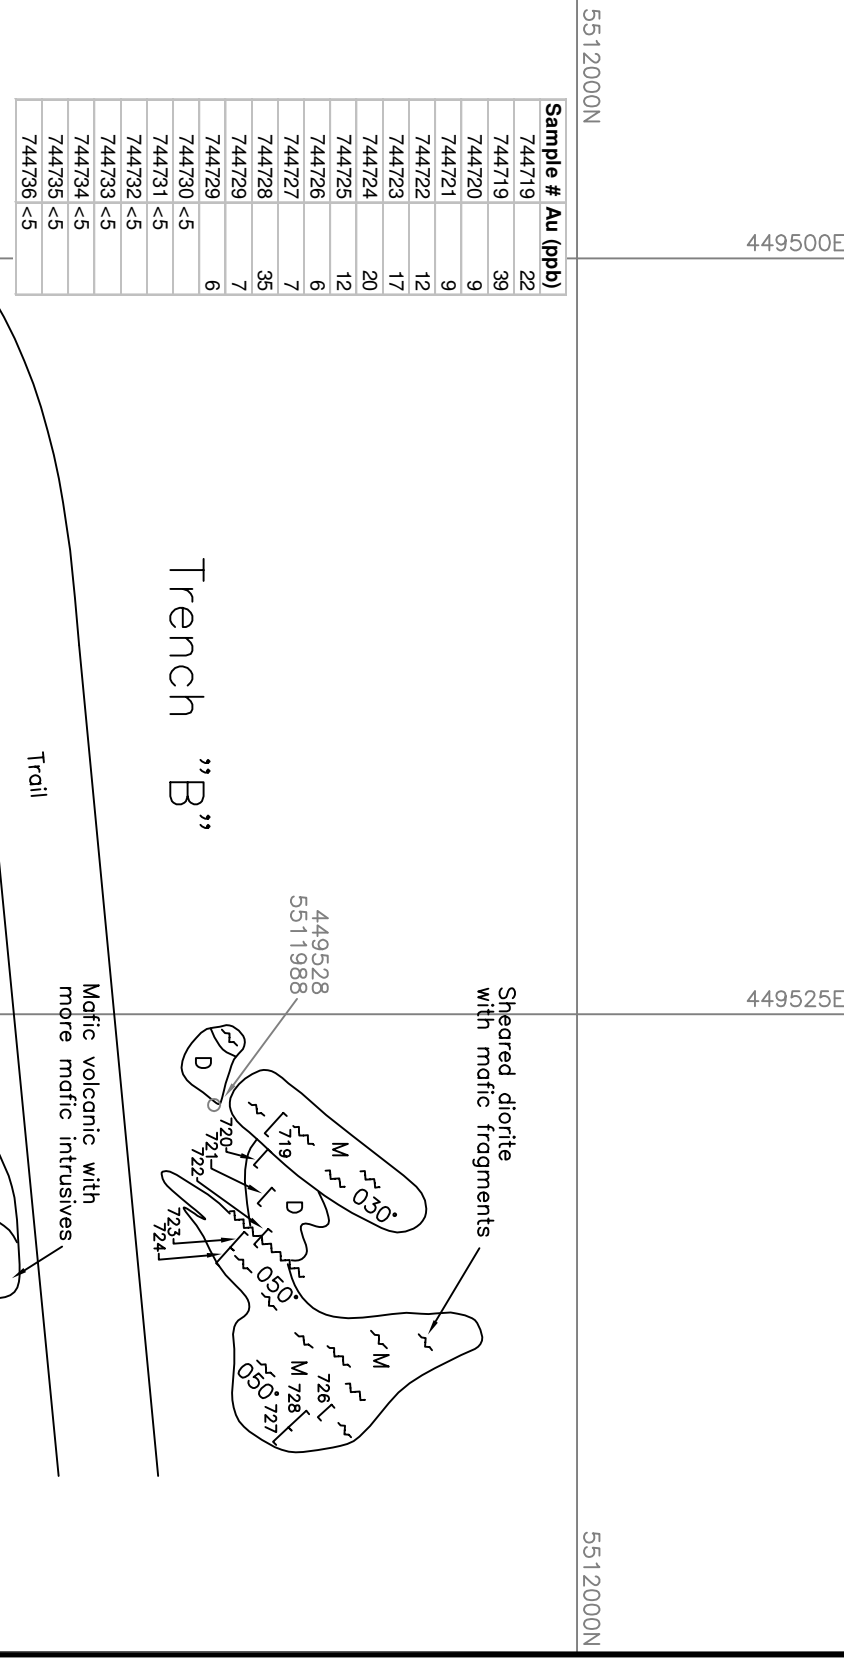 5512000N
449500E
Sample # Au (ppb)
744719 22
744719 39
744720 9
744721 9
744722 12
744723 17
744724 20
744725 12
744726 6
744727 7
744728 35
744729 7
744729 6
744730 <5
744731 <5
744732 <5
744733 <5
744734 <5
744735 <5
744736 <5
Trench "B"
Trail
449528
5511988
449525E
Sheared diorite
with mafic fragments
Mafic volcanic with
more mafic intrusives
D
M
030°
719
720
721
722
D
723
724
050°
M
M
726
728
727
050°
5512000N